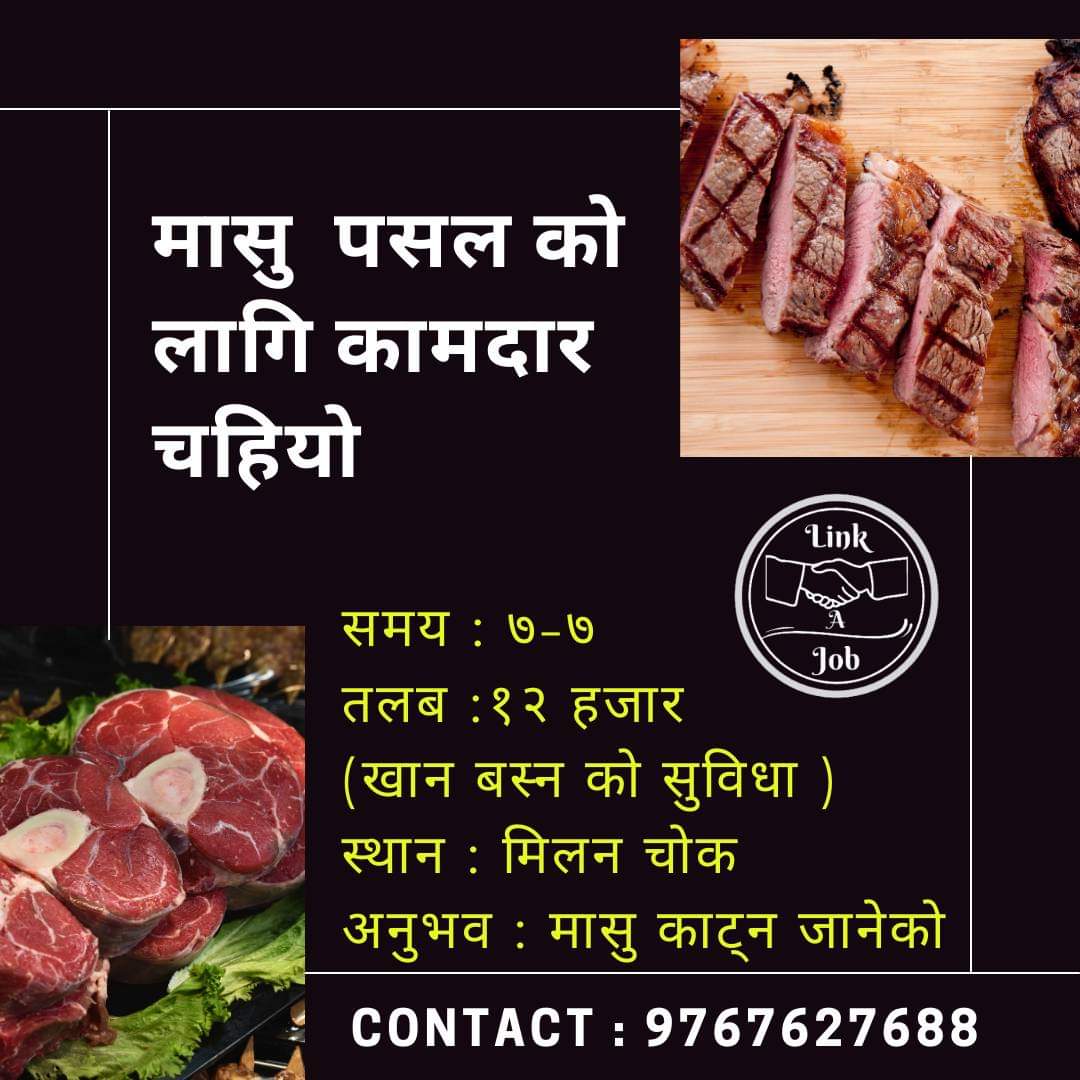 मासु पसल को
लागि कामदार
चहियो
Link
A
Job
समय : ७-७
तलब :१२ हजार
(खान बस्न को सुविधा )
स्थान : मिलन चोक
अनुभव : मासु काट्न जानेको
CONTACT : 9767627688